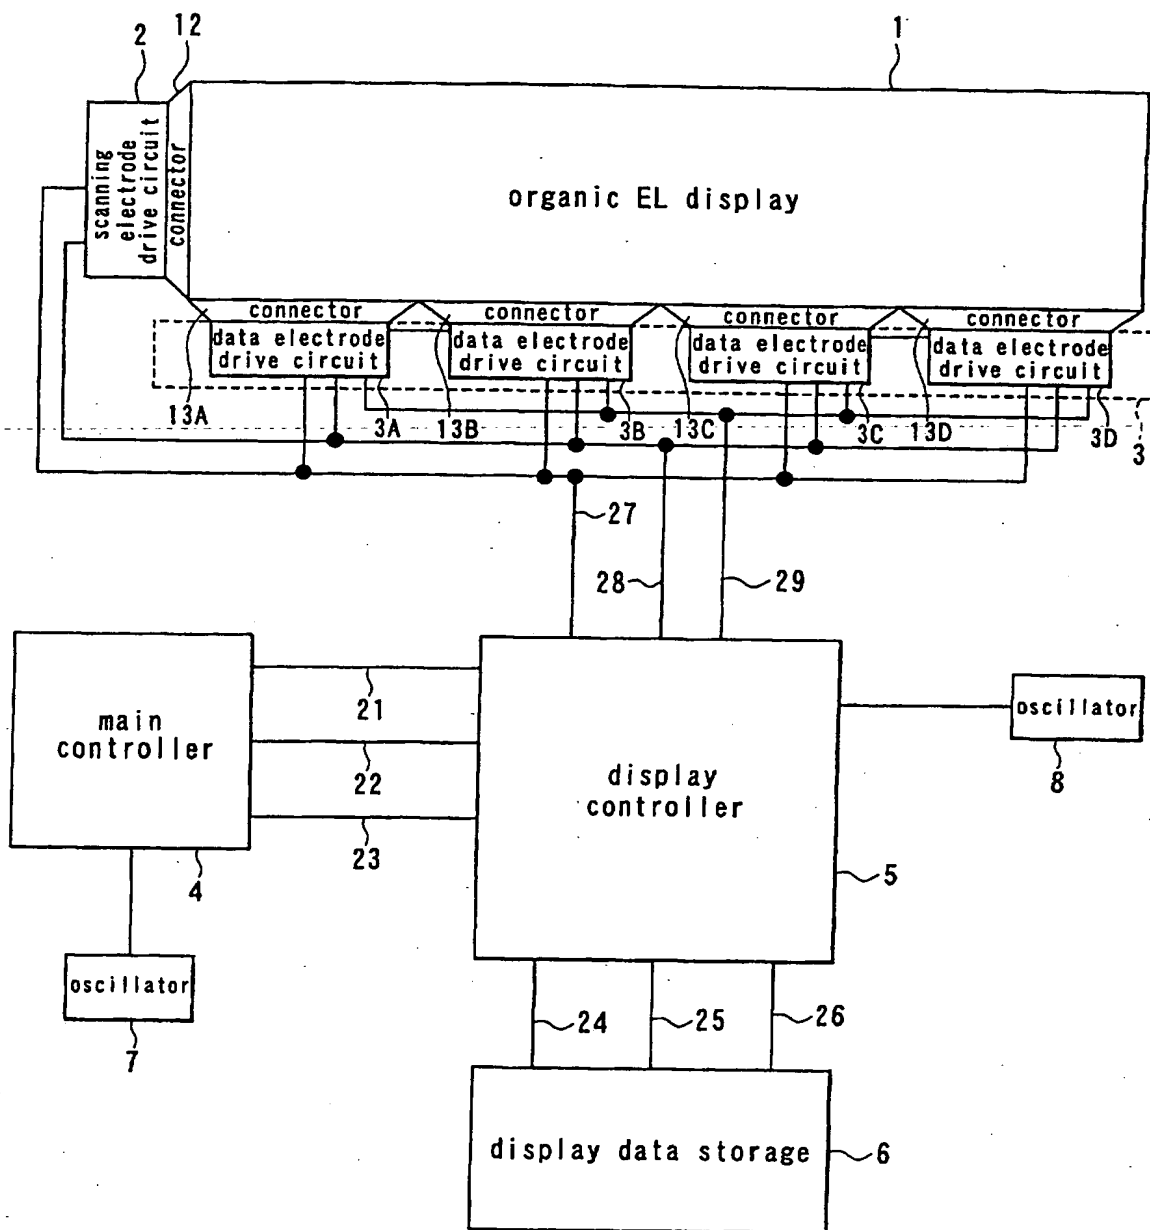 2
12
1
scanning
electrode
drive circuit
connector
organic EL display
connector
connector
connector
connector
data electrode
drive circuit
data electrode
drive circuit
data electrode
drive circuit
data electrode
drive circuit
13A
3A
13B
3B
13C
3C
13D
3D
3
27
28
29
main
controller
21
22
23
4
display
controller
5
oscillator
8
oscillator
7
24
25
26
display data storage
6